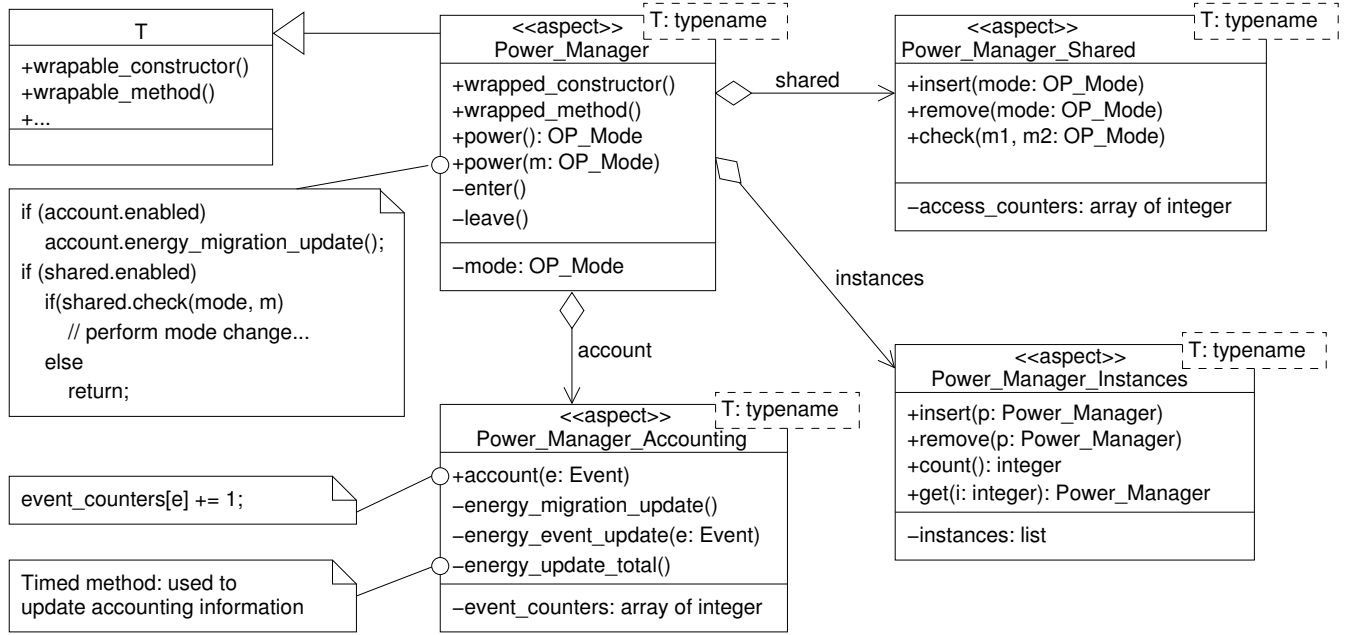 T
+wrapable_constructor()
+wrapable_method()
+...
<<aspect>>
Power_Manager
T: typename
+wrapped_constructor()
+wrapped_method()
+power(): OP_Mode
+power(m: OP_Mode)
−enter()
−leave()
−mode: OP_Mode
shared
<<aspect>>
Power_Manager_Shared
T: typename
+insert(mode: OP_Mode)
+remove(mode: OP_Mode)
+check(m1, m2: OP_Mode)
−access_counters: array of integer
if (account.enabled)
account.energy_migration_update();
if (shared.enabled)
if(shared.check(mode, m)
// perform mode change...
else
return;
instances
account
<<aspect>>
Power_Manager_Instances
T: typename
+insert(p: Power_Manager)
+remove(p: Power_Manager)
+count(): integer
+get(i: integer): Power_Manager
−instances: list
<<aspect>>
Power_Manager_Accounting
T: typename
+account(e: Event)
−energy_migration_update()
−energy_event_update(e: Event)
−energy_update_total()
−event_counters: array of integer
event_counters[e] += 1;
Timed method: used to
update accounting information